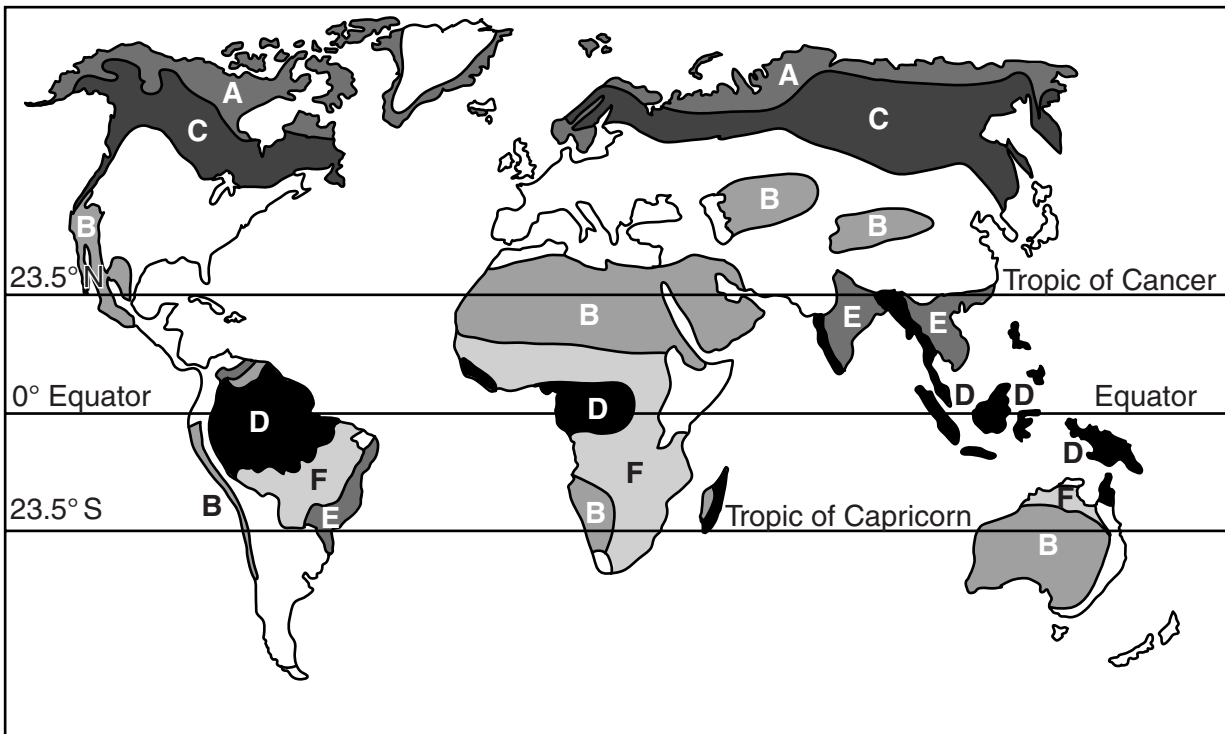 A
A
C
C
B
B
B
23.5° N
Tropic of Cancer
B
E
E
0° Equator
D
D
D
D
Equator
D
F
F
B
F
23.5° S
E
B
Tropic of Capricorn
B